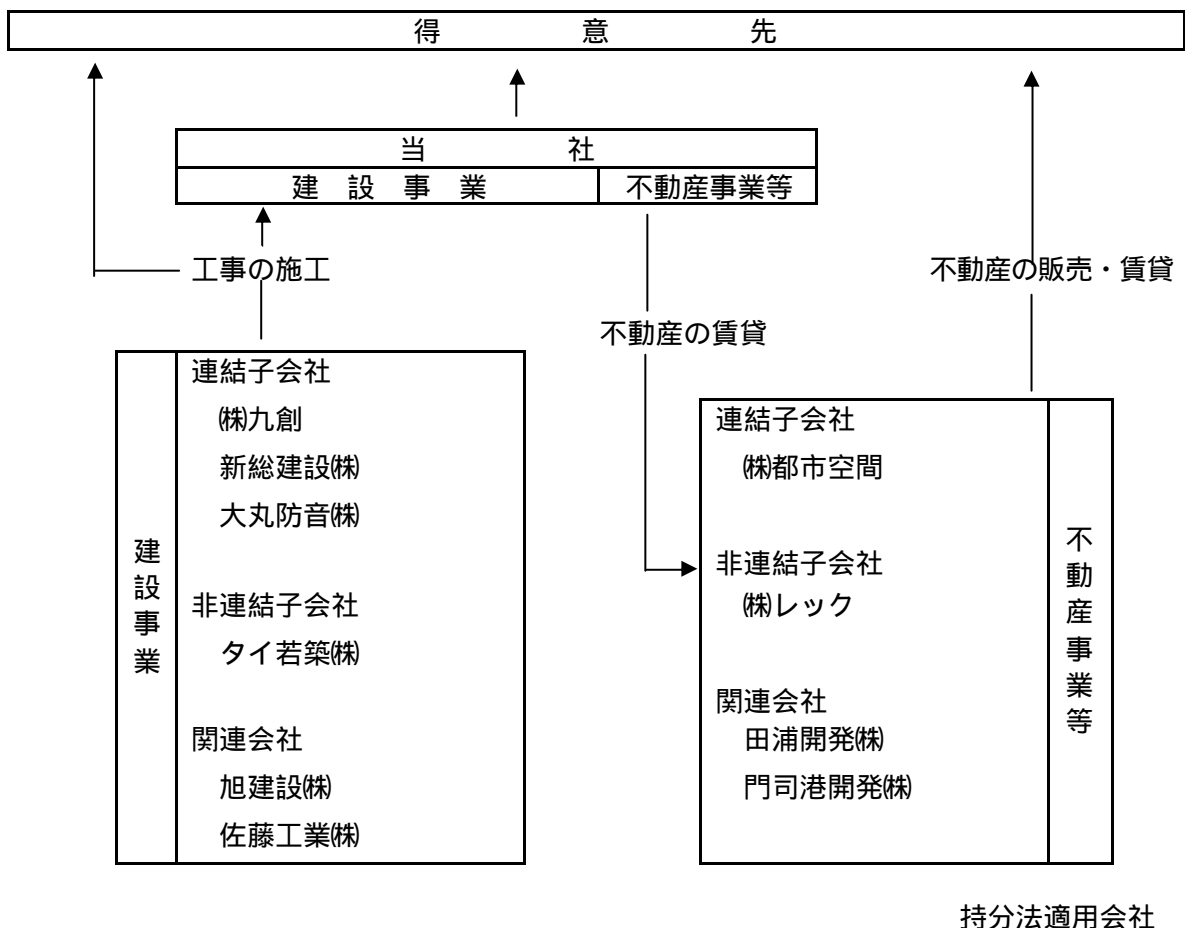 得意先
当社
建設事業 不動産事業等
工事の施工
不動産の販売・賃貸
不動産の賃貸
建設事業
連結子会社
㈱九創
新総建設㈱
大丸防音㈱
非連結子会社
タイ若築㈱
関連会社
旭建設㈱
佐藤工業㈱
連結子会社
㈱都市空間
非連結子会社
㈱レック
関連会社
田浦開発㈱
門司港開発㈱
不動産事業等
持分法適用会社